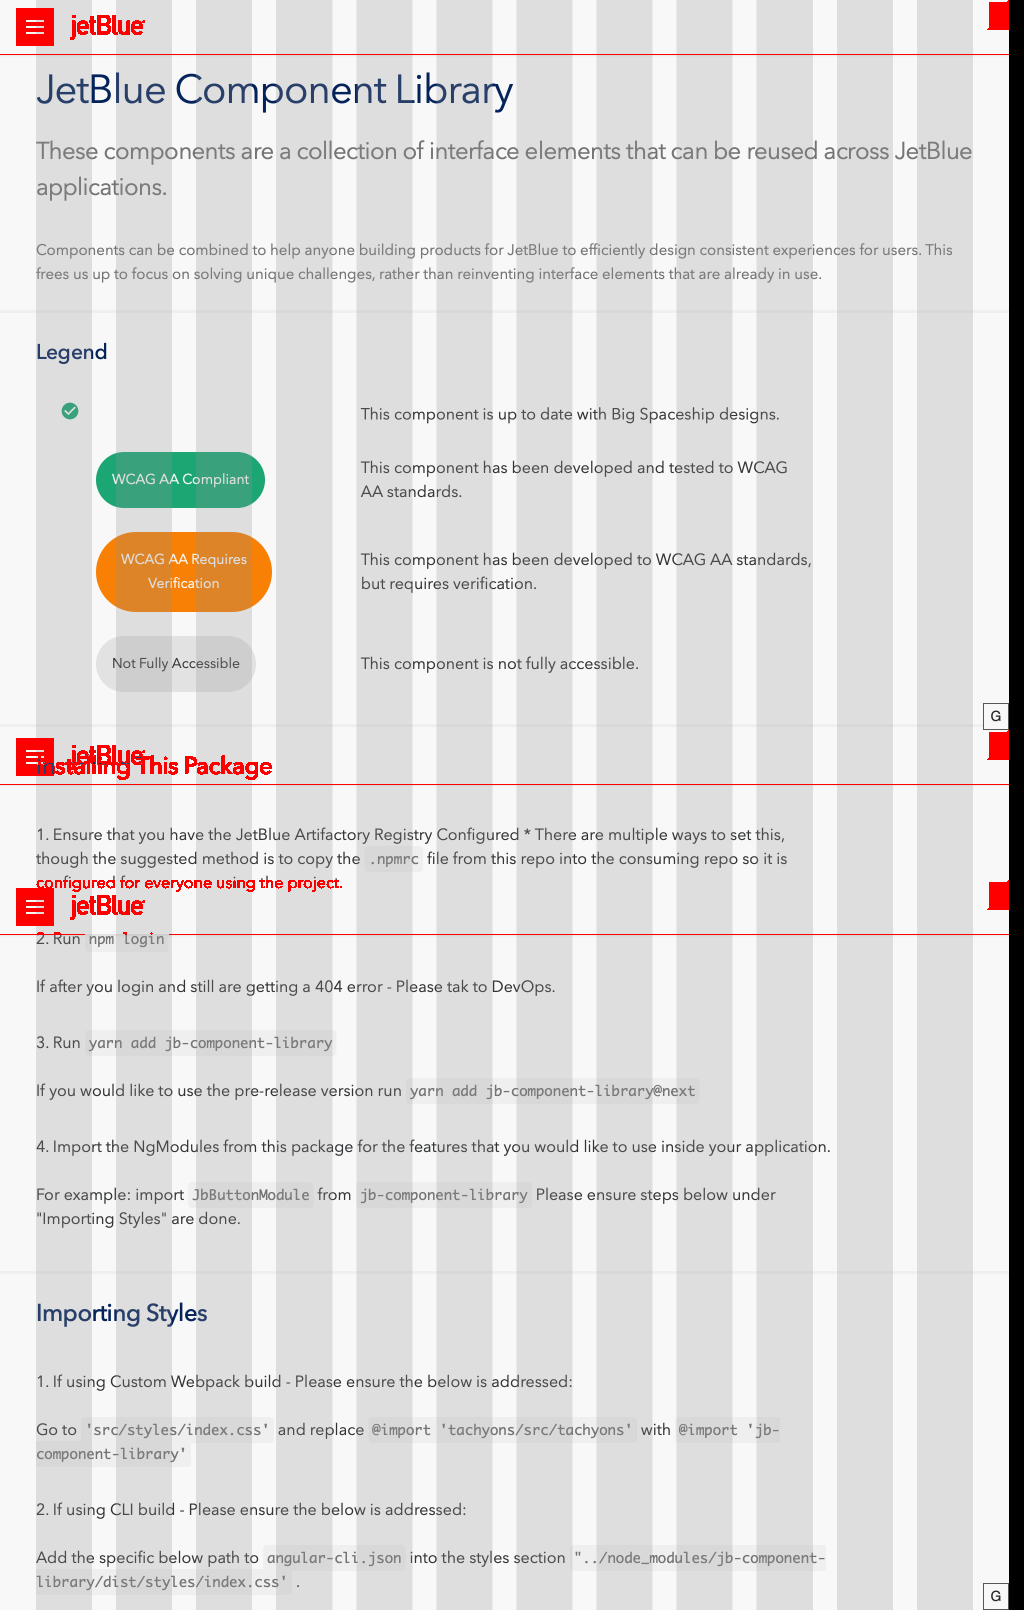 jetBlue
JetBlue Component Library
These components are a collection of interface elements that can be reused across JetBlue
applications.
Components can be combined to help anyone building products for JetBlue to efficiently design consistent experiences for users. This
frees us up to focus on solving unique challenges, rather than reinventing interface elements that are already in use.
Legend
This component is up to date with Big Spaceship designs.
WCAG AA Compliant
This component has been developed and tested to WCAG
AA standards.
WCAG AA Requires
Verification
This component has been developed to WCAG AA standards,
but requires verification.
Not Fully Accessible
This component is not fully accessible.
G
jetBlue
Installing This Package
1. Ensure that you have the JetBlue Artifactory Registry Configured * There are multiple ways to set this,
though the suggested method is to copy the .npmrc file from this repo into the consuming repo so it is
configured for everyone using the project.
jetBlue
2. Run npm login
If after you login and still are getting a 404 error - Please tak to DevOps.
3. Run yarn add jb-component-library
If you would like to use the pre-release version run yarn add jb-component-library@next
4. Import the NgModules from this package for the features that you would like to use inside your application.
For example: import JbButtonModule from jb-component-library Please ensure steps below under
"Importing Styles" are done.
Importing Styles
1. If using Custom Webpack build - Please ensure the below is addressed:
Go to 'src/styles/index.css' and replace @import 'tachyons/src/tachyons' with @import 'jb-
component-library'
2. If using CLI build - Please ensure the below is addressed:
Add the specific below path to angular-cli.json into the styles section "../node_modules/jb-component-
library/dist/styles/index.css' .
G